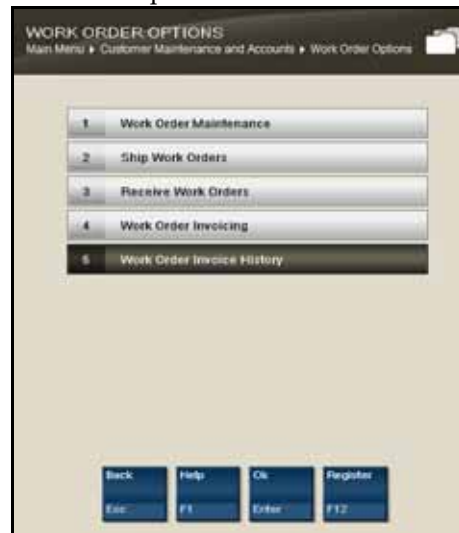 WORK ORDER OPTIONS
Main Menu ▸ Customer Maintenance and Accounts ▸ Work Order Options
1 Work Order Maintenance
2 Ship Work Orders
3 Receive Work Orders
4 Work Order Invoicing
5 Work Order Invoice History
Back Help Ok Register
Esc F1 Enter F12